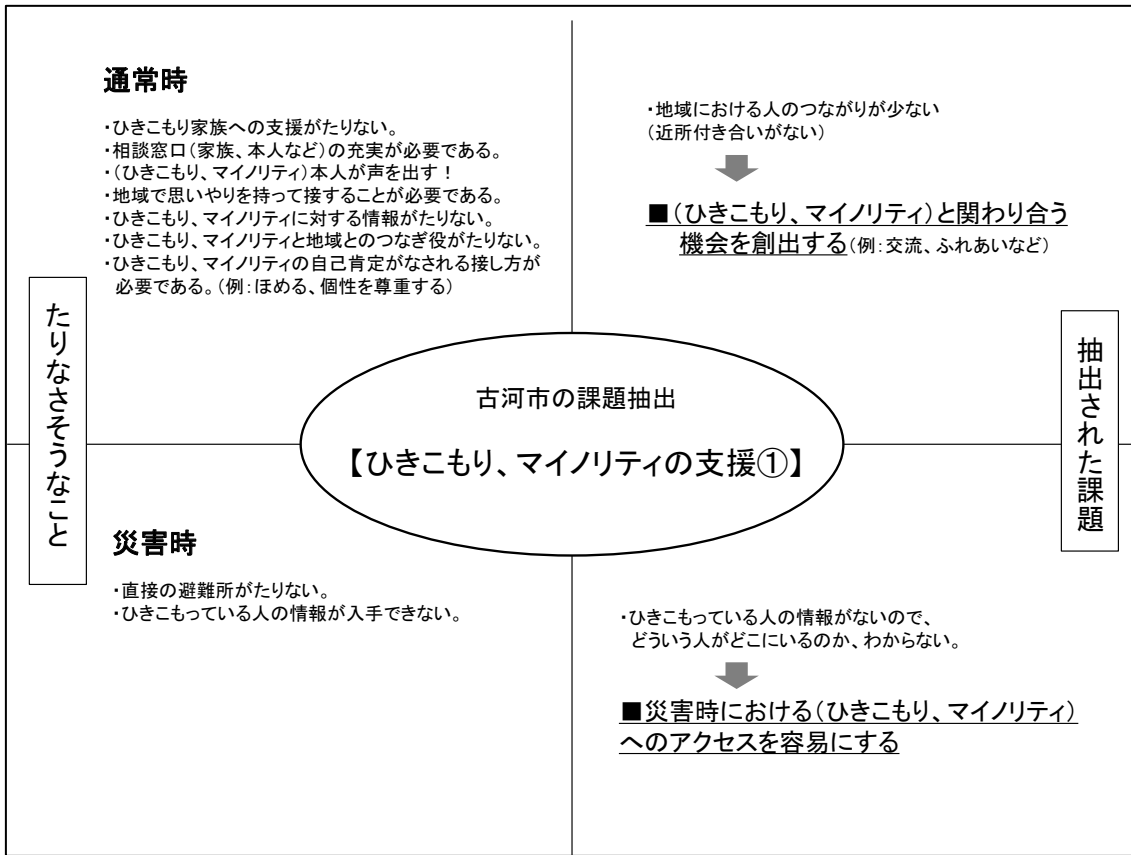 通常時
・ひきこもり家族への支援がたりない。
・相談窓口(家族、本人など)の充実が必要である。
・(ひきこもり、マイノリティ)本人が声を出す！
・地域で思いやりを持って接することが必要である。
・ひきこもり、マイノリティに対する情報がたりない。
・ひきこもり、マイノリティと地域とのつなぎ役がたりない。
・ひきこもり、マイノリティの自己肯定がなされる接し方が
必要である。(例：ほめる、個性を尊重する)
・地域における人のつながりが少ない
(近所付き合いがない)
■(ひきこもり、マイノリティ)と関わり合う
機会を創出する(例：交流、ふれあいなど)
たりなさそうなこと
古河市の課題抽出
【ひきこもり、マイノリティの支援①】
抽出された課題
災害時
・直接の避難所がたりない。
・ひきこもっている人の情報が入手できない。
・ひきこもっている人の情報がないので、
どういう人がどこにいるのか、わからない。
■災害時における(ひきこもり、マイノリティ)
へのアクセスを容易にする